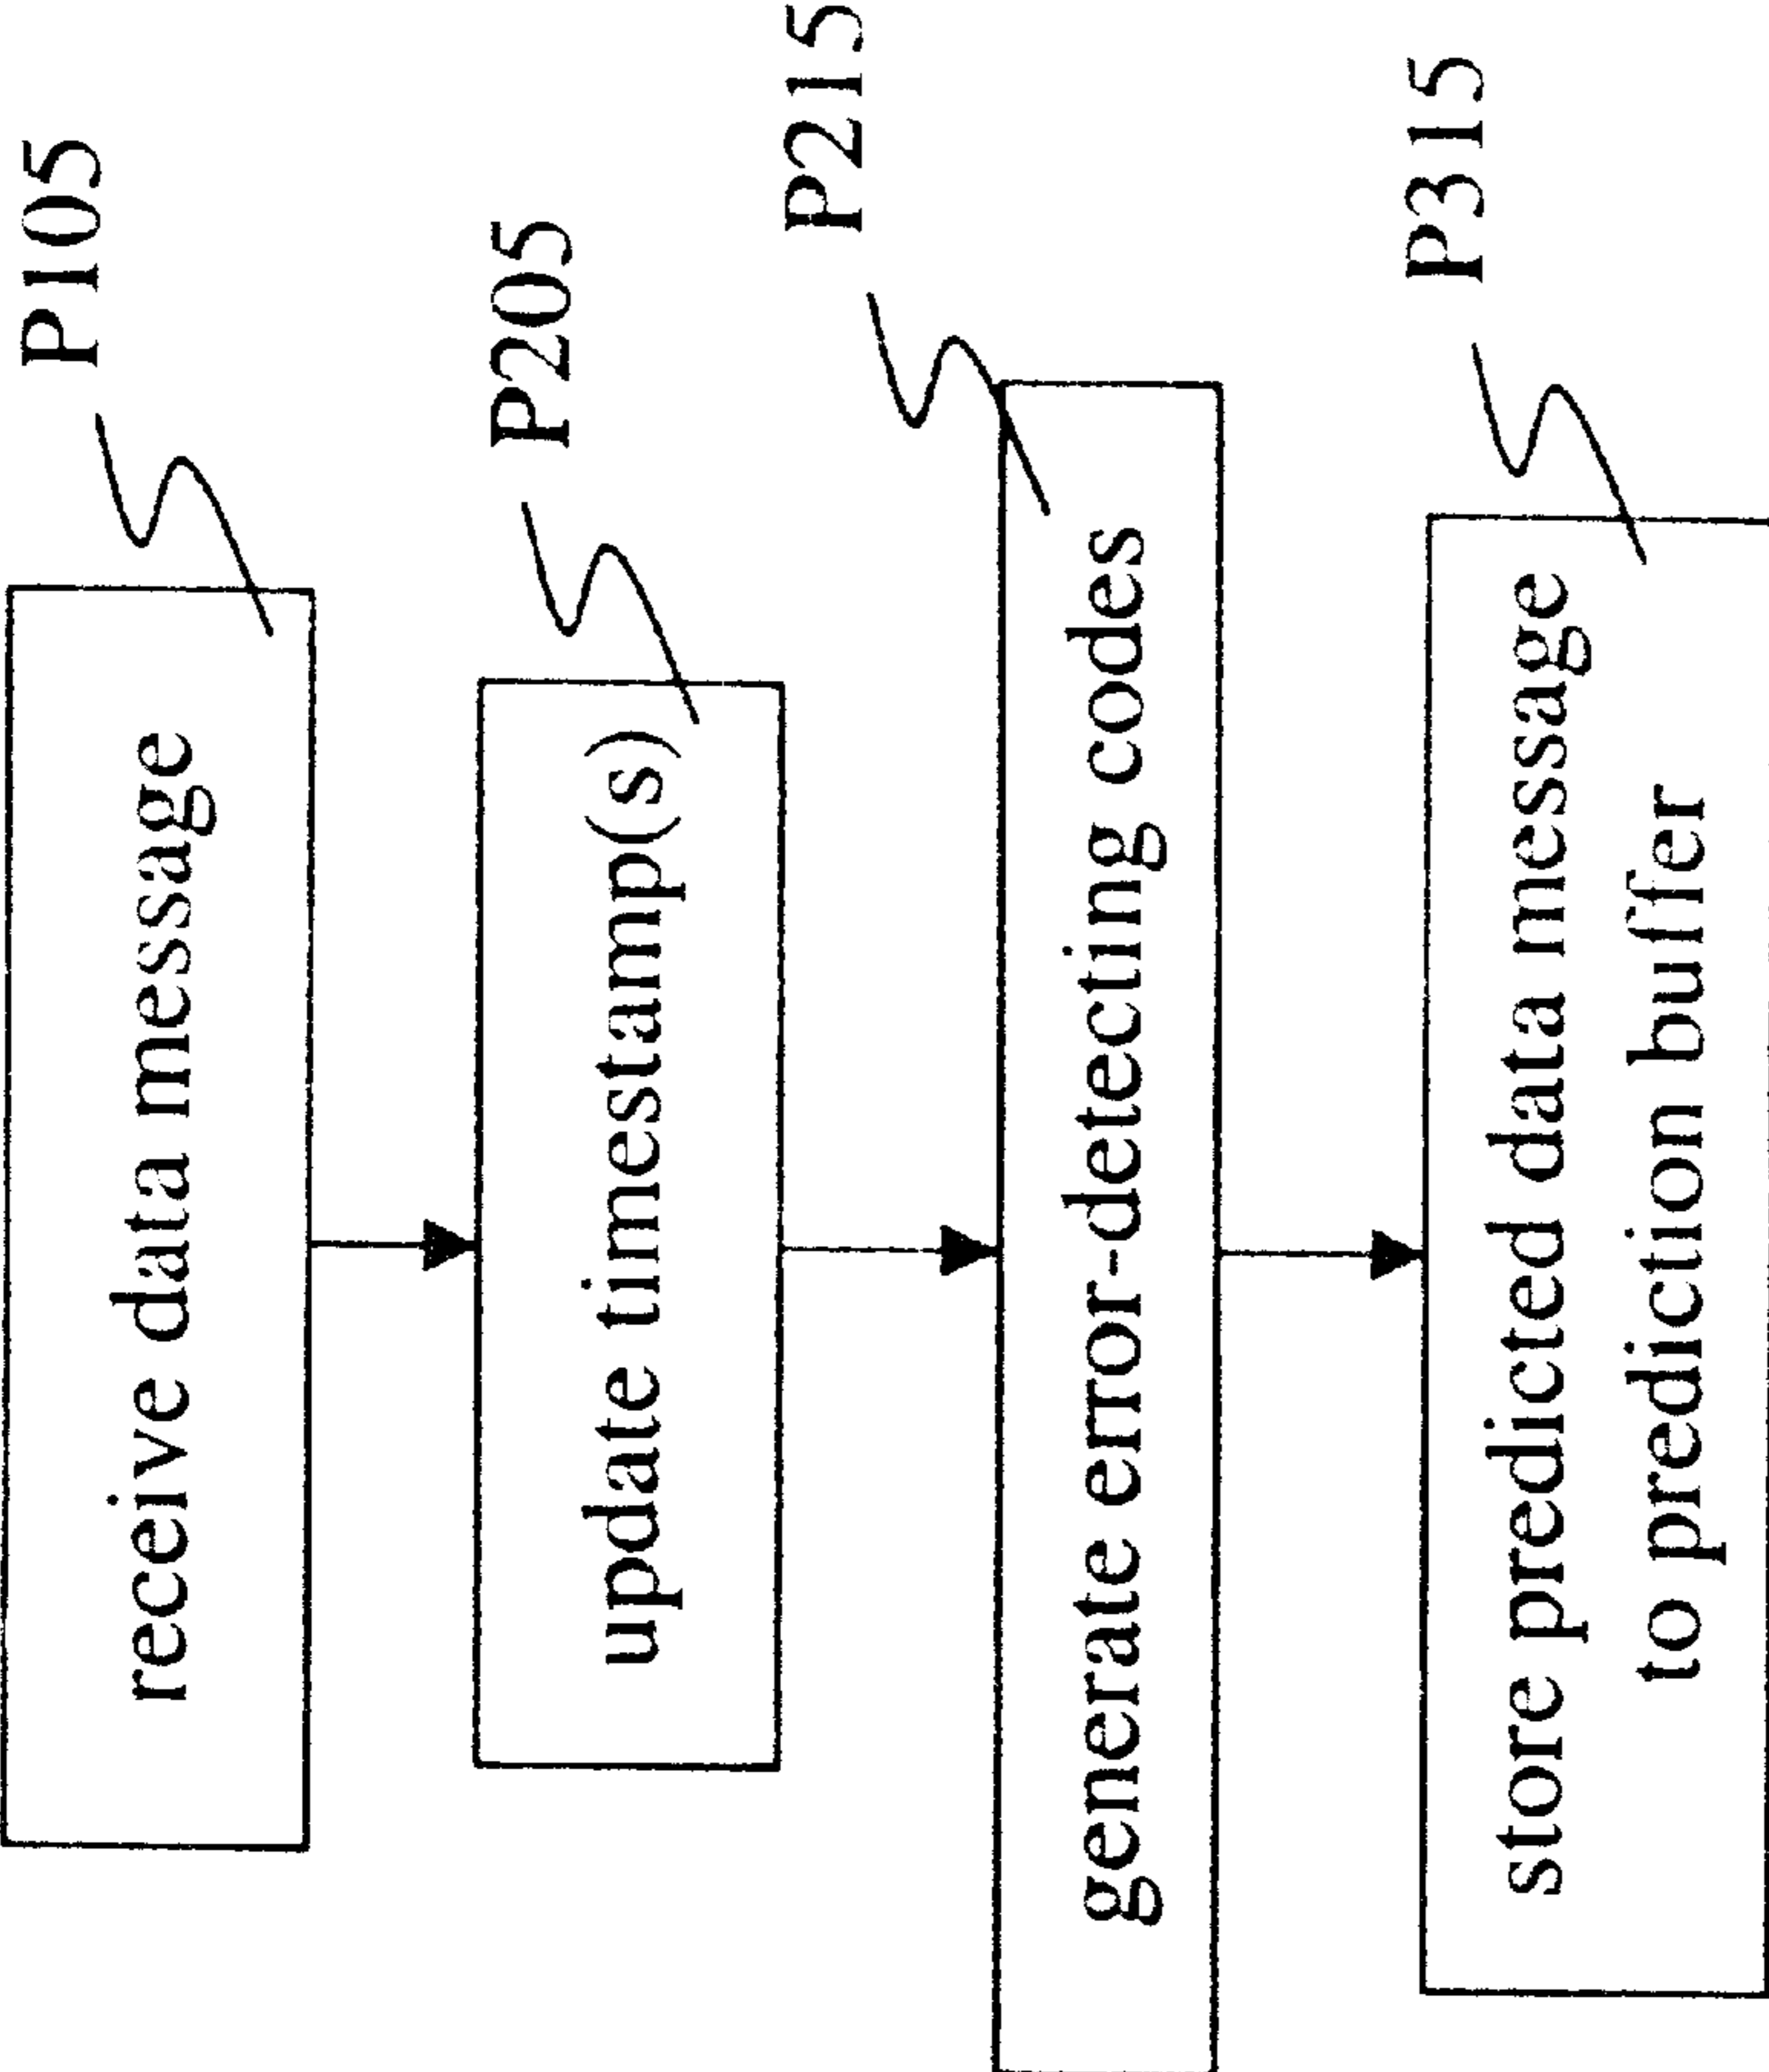 P105
receive data message
P205
update timestamp(s)
P215
generate error-detecting codes
P315
store predicted data message
to prediction buffer